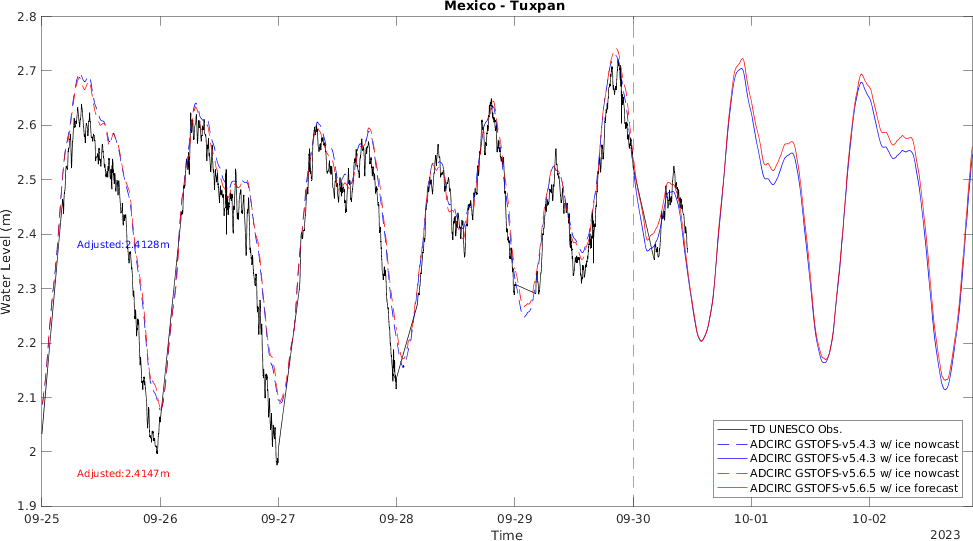 Mexico - Tuxpan
2.8
2.7
2.6
2.5
2.4
2.3
2.2
2.1
2
1.9
Water Level (m)
Adjusted:2.4128m
Adjusted:2.4147m
TD UNESCO Obs.
ADCIRC GSTOFS-v5.4.3 w/ ice nowcast
ADCIRC GSTOFS-v5.4.3 w/ ice forecast
ADCIRC GSTOFS-v5.6.5 w/ ice nowcast
ADCIRC GSTOFS-v5.6.5 w/ ice forecast
09-25 09-26 09-27 09-28 09-29 09-30 10-01 10-02
Time
2023